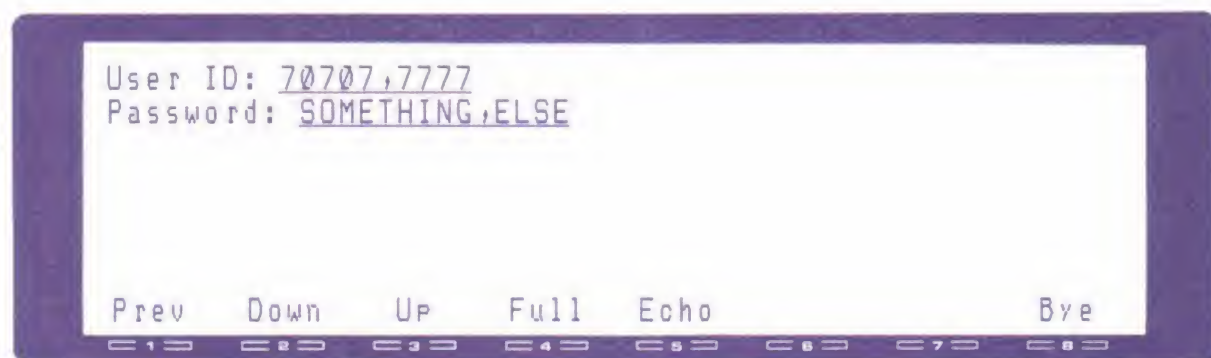 User ID: 70707,7777
Password: SOMETHING,ELSE
Prev Down Up Full Echo Bye
1 2 3 4 5 6 7 8